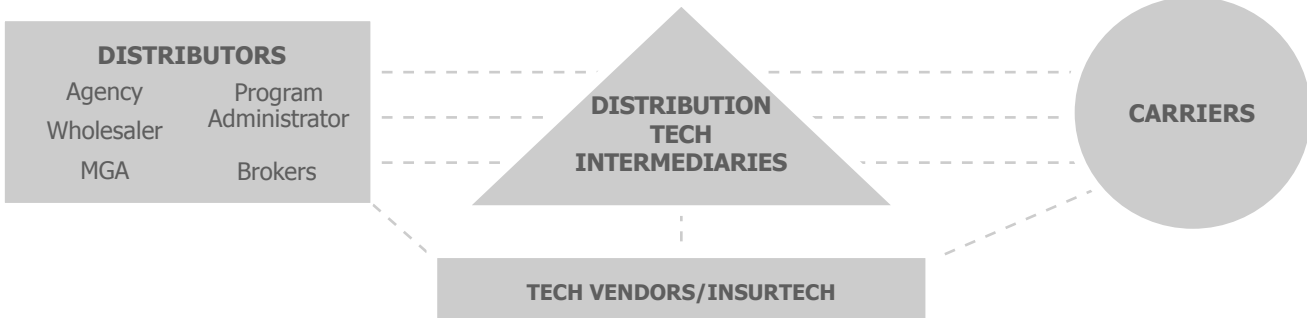 DISTRIBUTORS
Agency
Wholesaler
MGA
Program
Administrator
Brokers
DISTRIBUTION
TECH
INTERMEDIARIES
CARRIERS
TECH VENDORS/INSURTECH